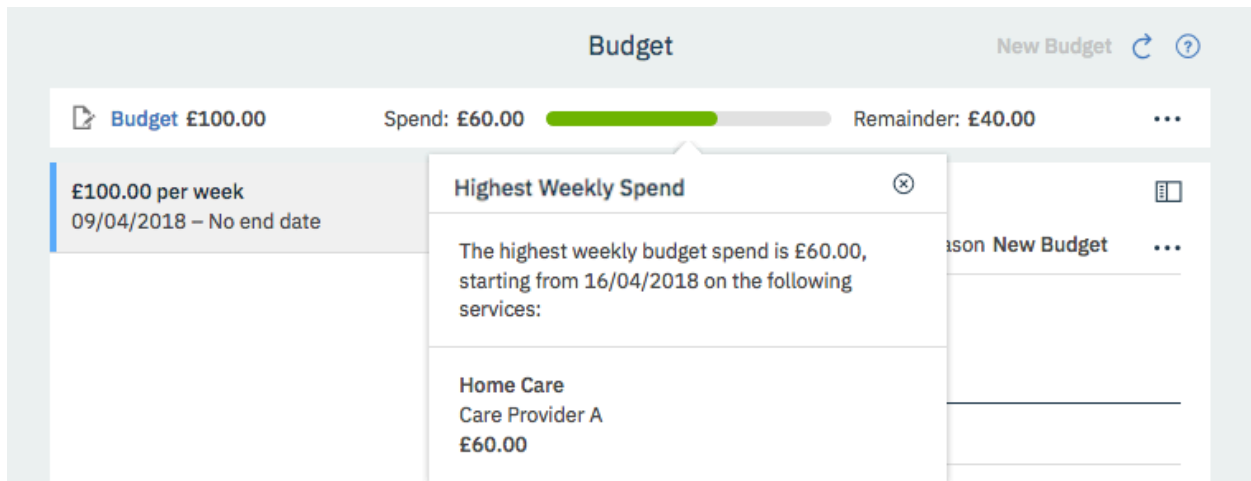 Budget
New Budget
Budget £100.00
Spend: £60.00
Remainder: £40.00
£100.00 per week
09/04/2018 – No end date
Highest Weekly Spend
The highest weekly budget spend is £60.00,
starting from 16/04/2018 on the following
services:
New Budget
Home Care
Care Provider A
£60.00